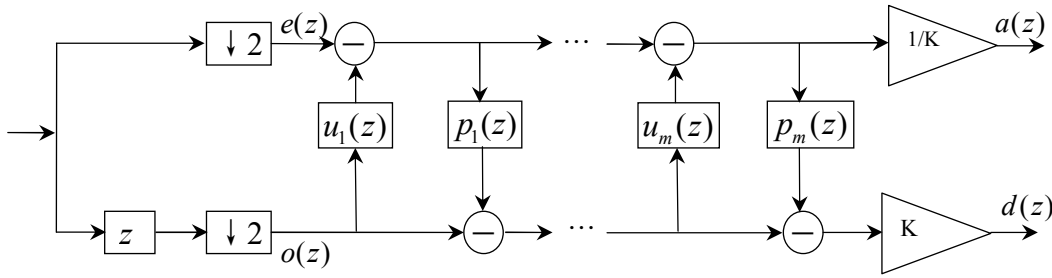 ↓ 2
e(z)
−
...
−
1/K
a(z)
u₁(z)
p₁(z)
uₘ(z)
pₘ(z)
z
↓ 2
o(z)
−
...
−
K
d(z)